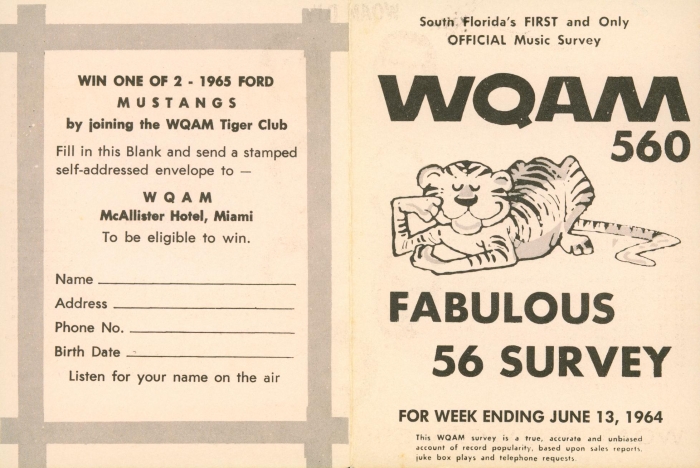 WIN ONE OF 2 - 1965 FORD
MUSTANGS
by joining the WQAM Tiger Club
Fill in this Blank and send a stamped
self-addressed envelope to —
WQAM
McAllister Hotel, Miami
To be eligible to win.
Name
Address
Phone No.
Birth Date
Listen for your name on the air
South Florida's FIRST and Only
OFFICIAL Music Survey
WQAM
560
FABULOUS
56 SURVEY
FOR WEEK ENDING JUNE 13, 1964
This WQAM survey is a true, accurate and unbiased
account of record popularity, based upon sales reports,
juke box plays and telephone requests.